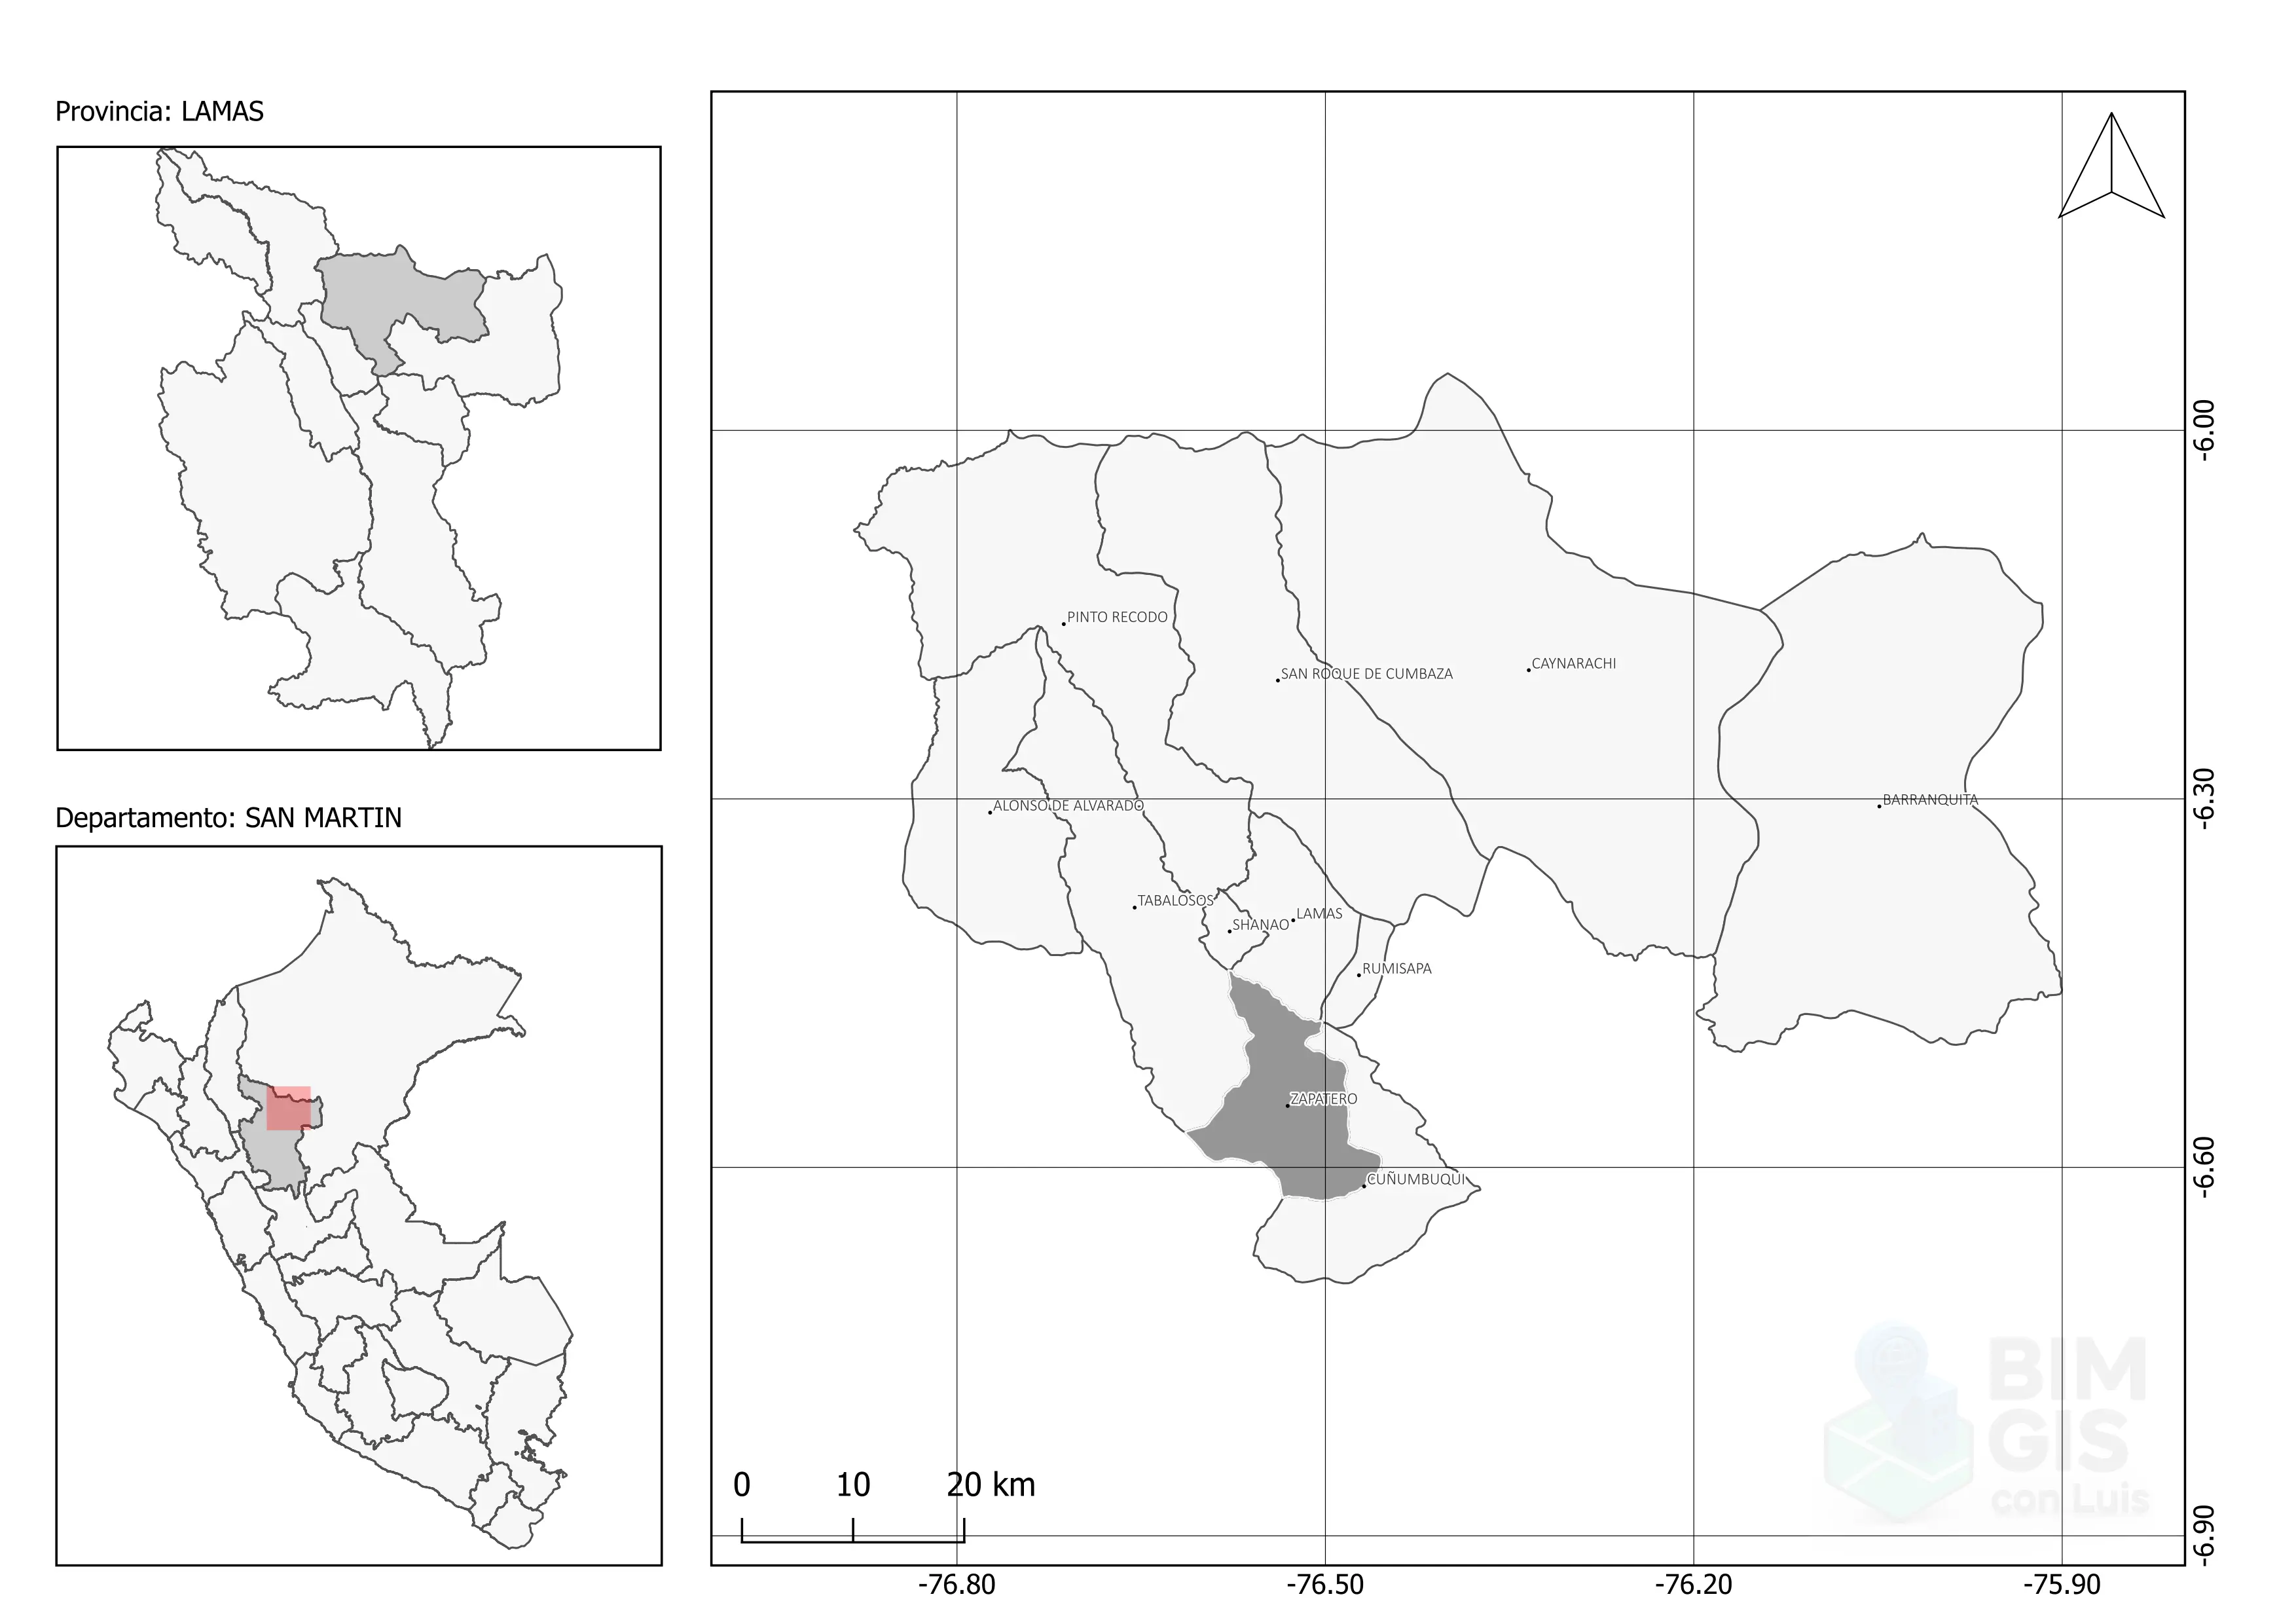 Provincia: LAMAS
Departamento: SAN MARTIN
PINTO RECODO
SAN ROQUE DE CUMBAZA
CAYNARACHI
ALONSO DE ALVARADO
BARRANQUITA
TABALOSOS
SHANAO
LAMAS
RUMISAPA
ZAPATERO
CUÑUMBUQUI
0 10 20 km
-76.80 -76.50 -76.20 -75.90
-6.00
-6.30
-6.60
-6.90
BIM
GIS
con Luis